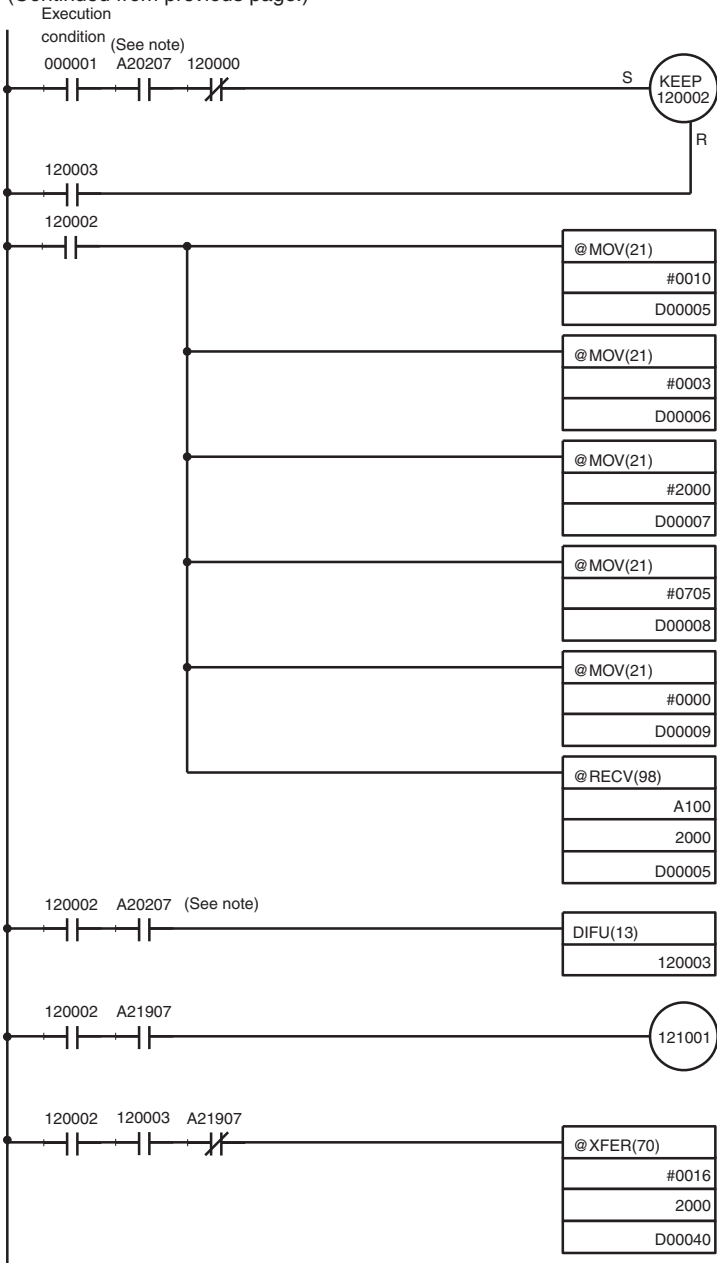 (Continued from previous page.)
Execution
condition (See note)
000001 A20207 120000
S KEEP
120002
R
120003
120002
@MOV(21)
#0010
D00005
@MOV(21)
#0003
D00006
@MOV(21)
#2000
D00007
@MOV(21)
#0705
D00008
@MOV(21)
#0000
D00009
@RECV(98)
A100
2000
D00005
120002 A20207 (See note)
DIFU(13)
120003
120002 A21907
121001
120002 120003 A21907
@XFER(70)
#0016
2000
D00040